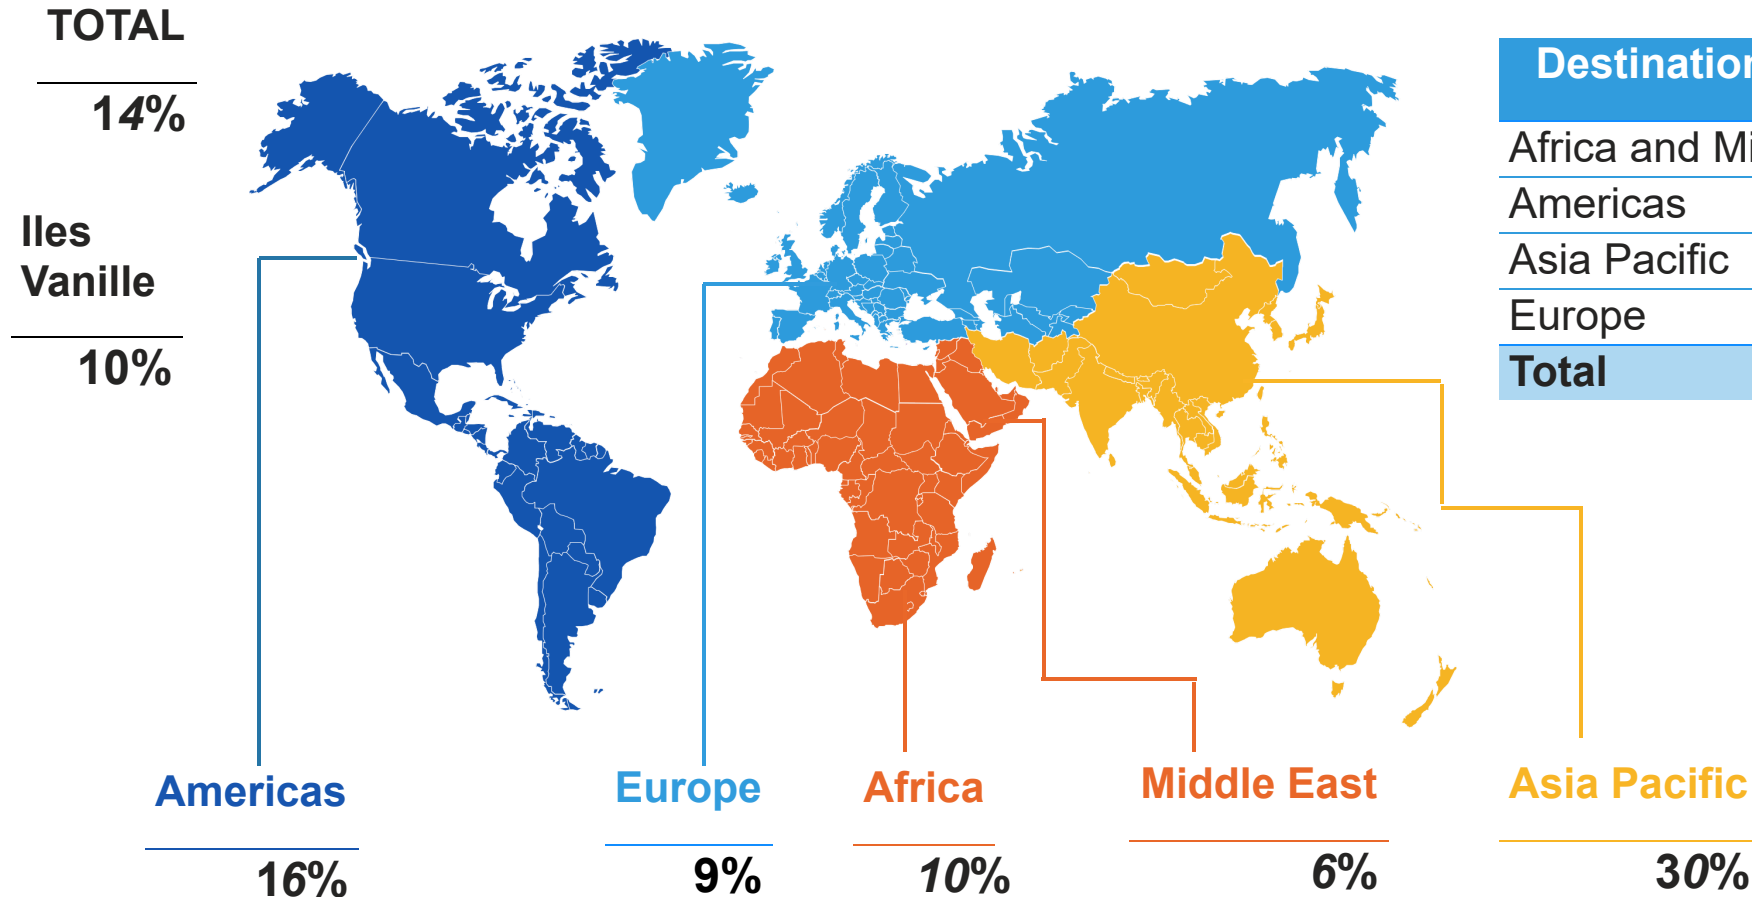 TOTAL
14%
Iles
Vanille
10%
Destination
Africa and Mi
Americas
Asia Pacific
Europe
Total
Americas
16%
Europe
9%
Africa
10%
Middle East
6%
Asia Pacific
30%